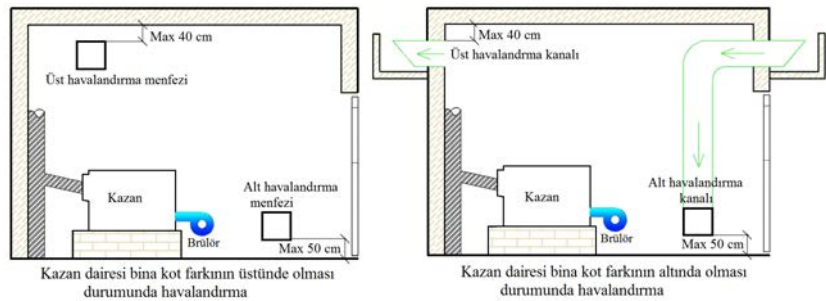 Max 40 cm
Üst havalandırma menfezi
Kazan
Alt havalandırma
menfezi
Brülör
Max 50 cm
Kazan dairesi bina kot farkının üstünde olması
durumunda havalandırma
Max 40 cm
Üst havalandrma kanalı
Kazan
Alt havalandırma
kanalı
Brülör
Max 50 cm
Kazan dairesi bina kot farkının altında olması
durumunda havalandırma